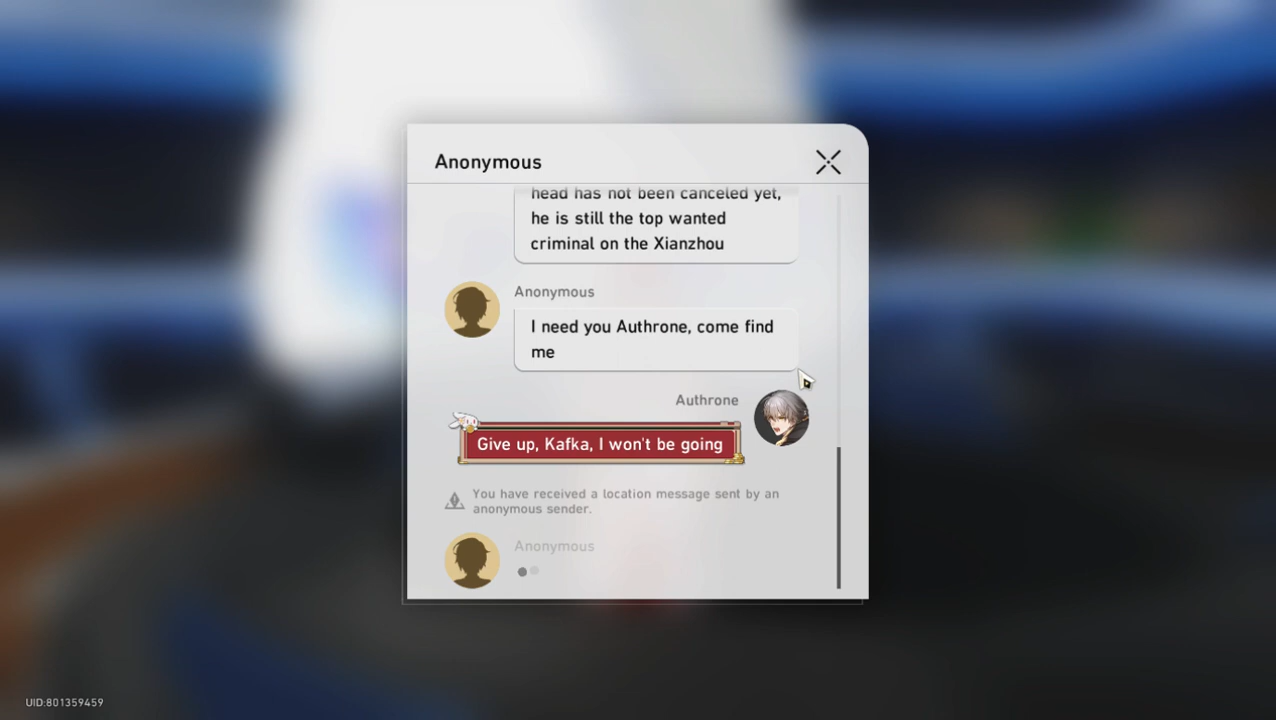 Anonymous
head has not been canceled yet,
he is still the top wanted
criminal on the Xianzhou
Anonymous
I need you Authrone, come find
me
Authrone
Give up, Kafka, I won't be going
You have received a location message sent by an
anonymous sender.
Anonymous
UID:801359459